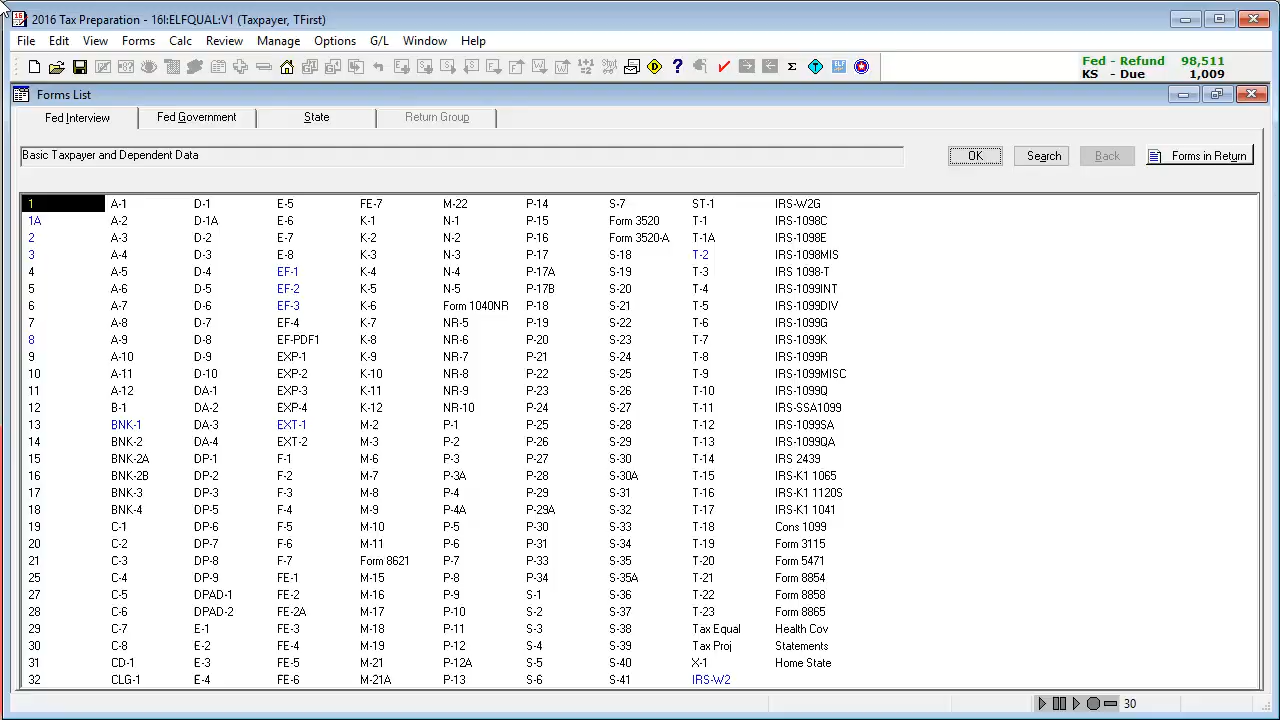 2016 Tax Preparation - 16I:ELFQUAL:V1 (Taxpayer, TFirst)
File Edit View Forms Calc Review Manage Options G/L Window Help
Fed - Refund 98,511
KS - Due 1,009
Forms List
Fed Interview Fed Government State Return Group
Basic Taxpayer and Dependent Data OK Search Back Forms in Return
1 A-1 D-1 E-5 FE-7 M-22 P-14 S-7 ST-1 IRS-W2G
1A A-2 D-1A E-6 K-1 N-1 P-15 Form 3520 T-1 IRS-1098C
2 A-3 D-2 E-7 K-2 N-2 P-16 Form 3520-A T-1A IRS-1098E
3 A-4 D-3 E-8 K-3 N-3 P-17 S-18 T-2 IRS-1098MIS
4 A-5 D-4 EF-1 K-4 N-4 P-17A S-19 T-3 IRS 1098-T
5 A-6 D-5 EF-2 K-5 N-5 P-17B S-20 T-4 IRS-1099INT
6 A-7 D-6 EF-3 K-6 Form 1040NR P-18 S-21 T-5 IRS-1099DIV
7 A-8 D-7 EF-4 K-7 NR-5 P-19 S-22 T-6 IRS-1099G
8 A-9 D-8 EF-PDF1 K-8 NR-6 P-20 S-23 T-7 IRS-1099K
9 A-10 D-9 EXP-1 K-9 NR-7 P-21 S-24 T-8 IRS-1099R
10 A-11 D-10 EXP-2 K-10 NR-8 P-22 S-25 T-9 IRS-1099MISC
11 A-12 DA-1 EXP-3 K-11 NR-9 P-23 S-26 T-10 IRS-1099Q
12 B-1 DA-2 EXP-4 K-12 NR-10 P-24 S-27 T-11 IRS-SSA1099
13 BNK-1 DA-3 EXT-1 M-2 P-1 P-25 S-28 T-12 IRS-1099SA
14 BNK-2 DA-4 EXT-2 M-3 P-2 P-26 S-29 T-13 IRS-1099QA
15 BNK-2A DP-1 F-1 M-6 P-3 P-27 S-30 T-14 IRS 2439
16 BNK-2B DP-2 F-2 M-7 P-3A P-28 S-30A T-15 IRS-K1 1065
17 BNK-3 DP-3 F-3 M-8 P-4 P-29 S-31 T-16 IRS-K1 1120S
18 BNK-4 DP-5 F-4 M-9 P-4A P-29A S-32 T-17 IRS-K1 1041
19 C-1 DP-6 F-5 M-10 P-5 P-30 S-33 T-18 Cons 1099
20 C-2 DP-7 F-6 M-11 P-6 P-31 S-34 T-19 Form 3115
21 C-3 DP-8 F-7 Form 8621 P-7 P-33 S-35 T-20 Form 5471
25 C-4 DP-9 FE-1 M-15 P-8 P-34 S-35A T-21 Form 8854
27 C-5 DPAD-1 FE-2 M-16 P-9 S-1 S-36 T-22 Form 8858
28 C-6 DPAD-2 FE-2A M-17 P-10 S-2 S-37 T-23 Form 8865
29 C-7 E-1 FE-3 M-18 P-11 S-3 S-38 Tax Equal Health Cov
30 C-8 E-2 FE-4 M-19 P-12 S-4 S-39 Tax Proj Statements
31 CD-1 E-3 FE-5 M-21 P-12A S-5 S-40 X-1 Home State
32 CLG-1 E-4 FE-6 M-21A P-13 S-6 S-41 IRS-W2
30